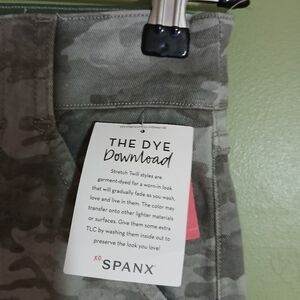 THE DYE
Download
Stretch Twill styles are
garment-dyed for a worn-in look
that will gradually fade as you wash,
love and live in them. The color may
transfer onto other lighter materials
or surfaces. Give them some extra
TLC by washing them inside out to
preserve the look you love!
XO SPANX